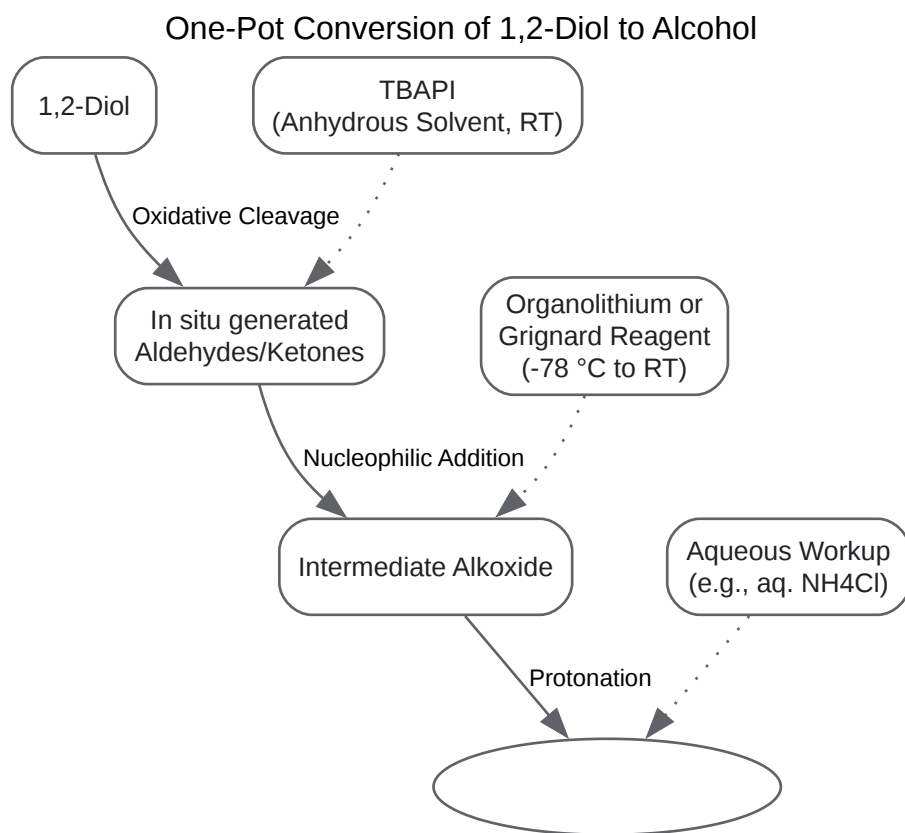 One-Pot Conversion of 1,2-Diol to Alcohol
1,2-Diol
TBAPI
(Anhydrous Solvent, RT)
Oxidative Cleavage
In situ generated
Aldehydes/Ketones
Organolithium or
Grignard Reagent
(-78 °C to RT)
Nucleophilic Addition
Intermediate Alkoxide
Aqueous Workup
(e.g., aq. NH4Cl)
Protonation